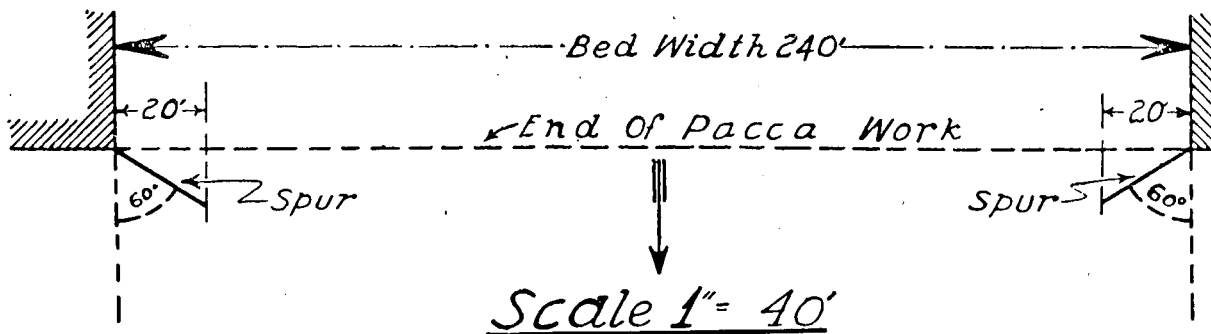 Bed Width 240'
20'
20'
End Of Pacca Work
60°
Spur
Spur
60°
Scale 1" = 40'